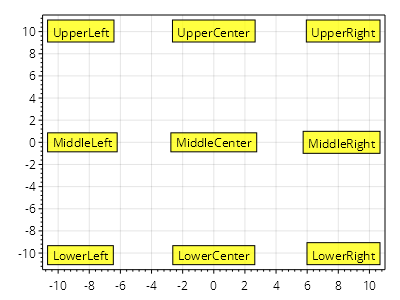 10 UpperLeft UpperCenter UpperRight
8
6
4
2
0 MiddleLeft MiddleCenter MiddleRight
-2
-4
-6
-8
-10 LowerLeft LowerCenter LowerRight
-10 -8 -6 -4 -2 0 2 4 6 8 10